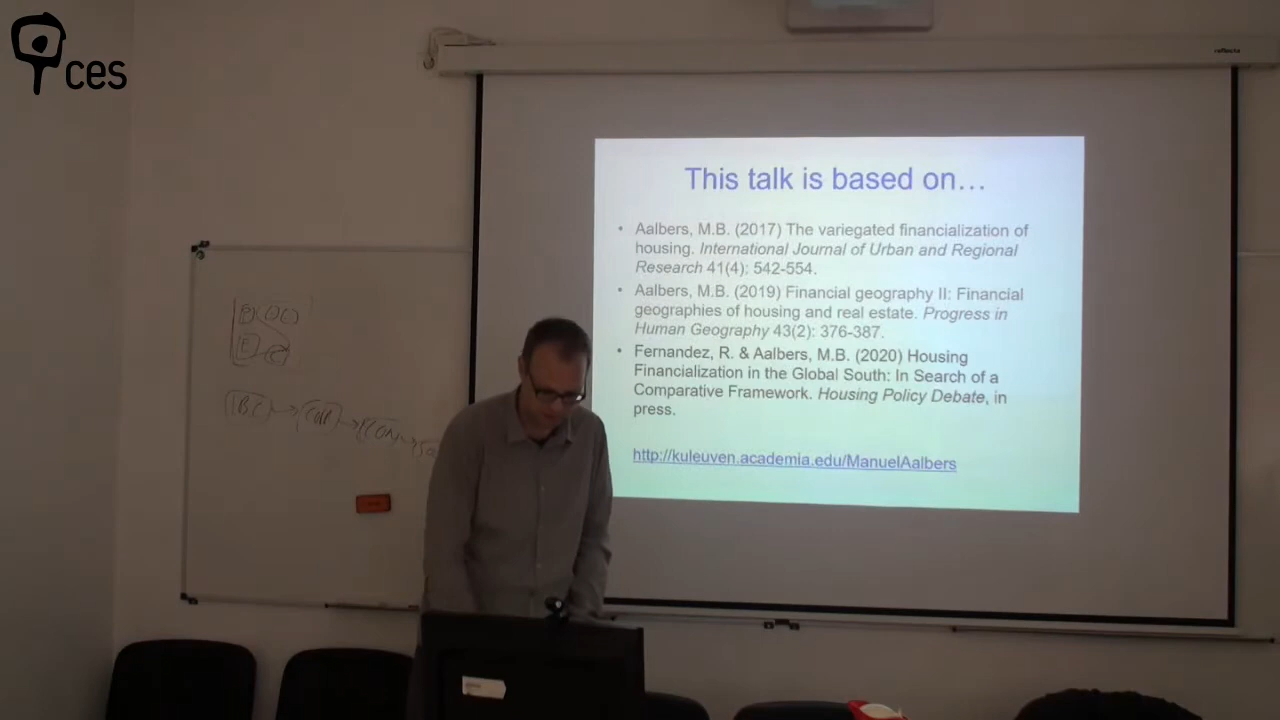 ces
This talk is based on…
• Aalbers, M.B. (2017) The variegated financialization of
housing. International Journal of Urban and Regional
Research 41(4): 542-554.
• Aalbers, M.B. (2019) Financial geography II: Financial
geographies of housing and real estate. Progress in
Human Geography 43(2): 376-387.
• Fernandez, R. & Aalbers, M.B. (2020) Housing
Financialization in the Global South: In Search of a
Comparative Framework. Housing Policy Debate, in
press.
http://kuleuven.academia.edu/ManuelAalbers